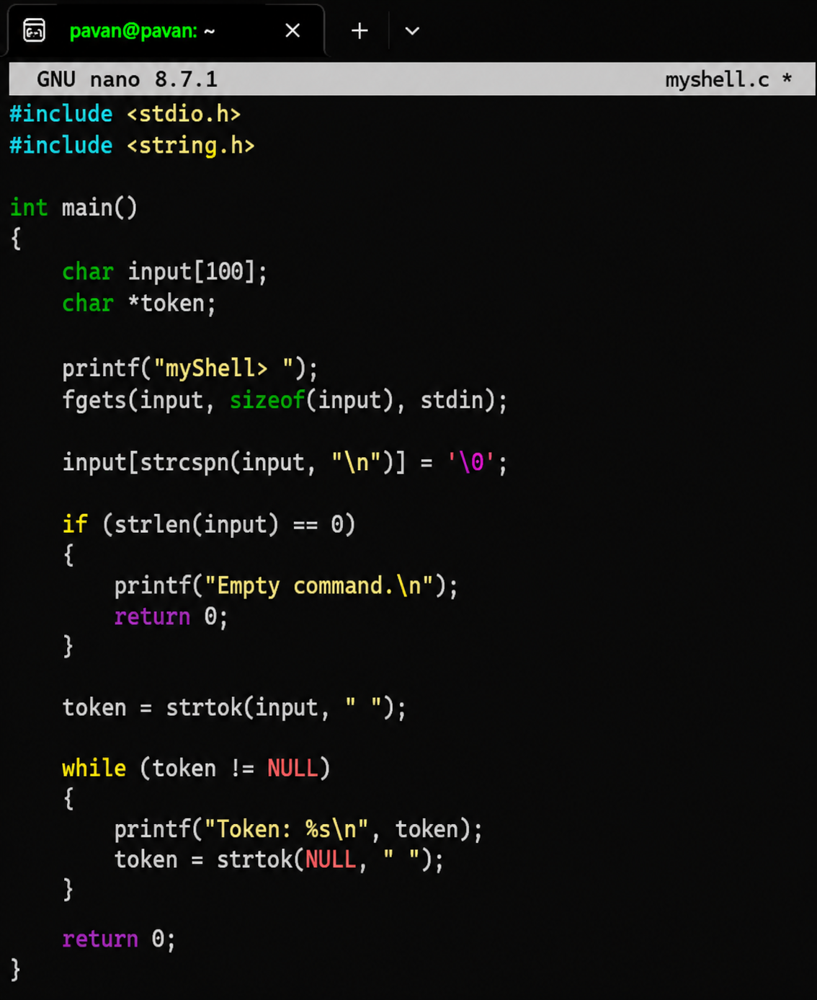 pavan@pavan: ~
GNU nano 8.7.1 myshell.c *
#include <stdio.h>
#include <string.h>

int main()
{
    char input[100];
    char *token;

    printf("myShell> ");
    fgets(input, sizeof(input), stdin);

    input[strcspn(input, "\n")] = '\0';

    if (strlen(input) == 0)
    {
        printf("Empty command.\n");
        return 0;
    }

    token = strtok(input, " ");

    while (token != NULL)
    {
        printf("Token: %s\n", token);
        token = strtok(NULL, " ");
    }

    return 0;
}